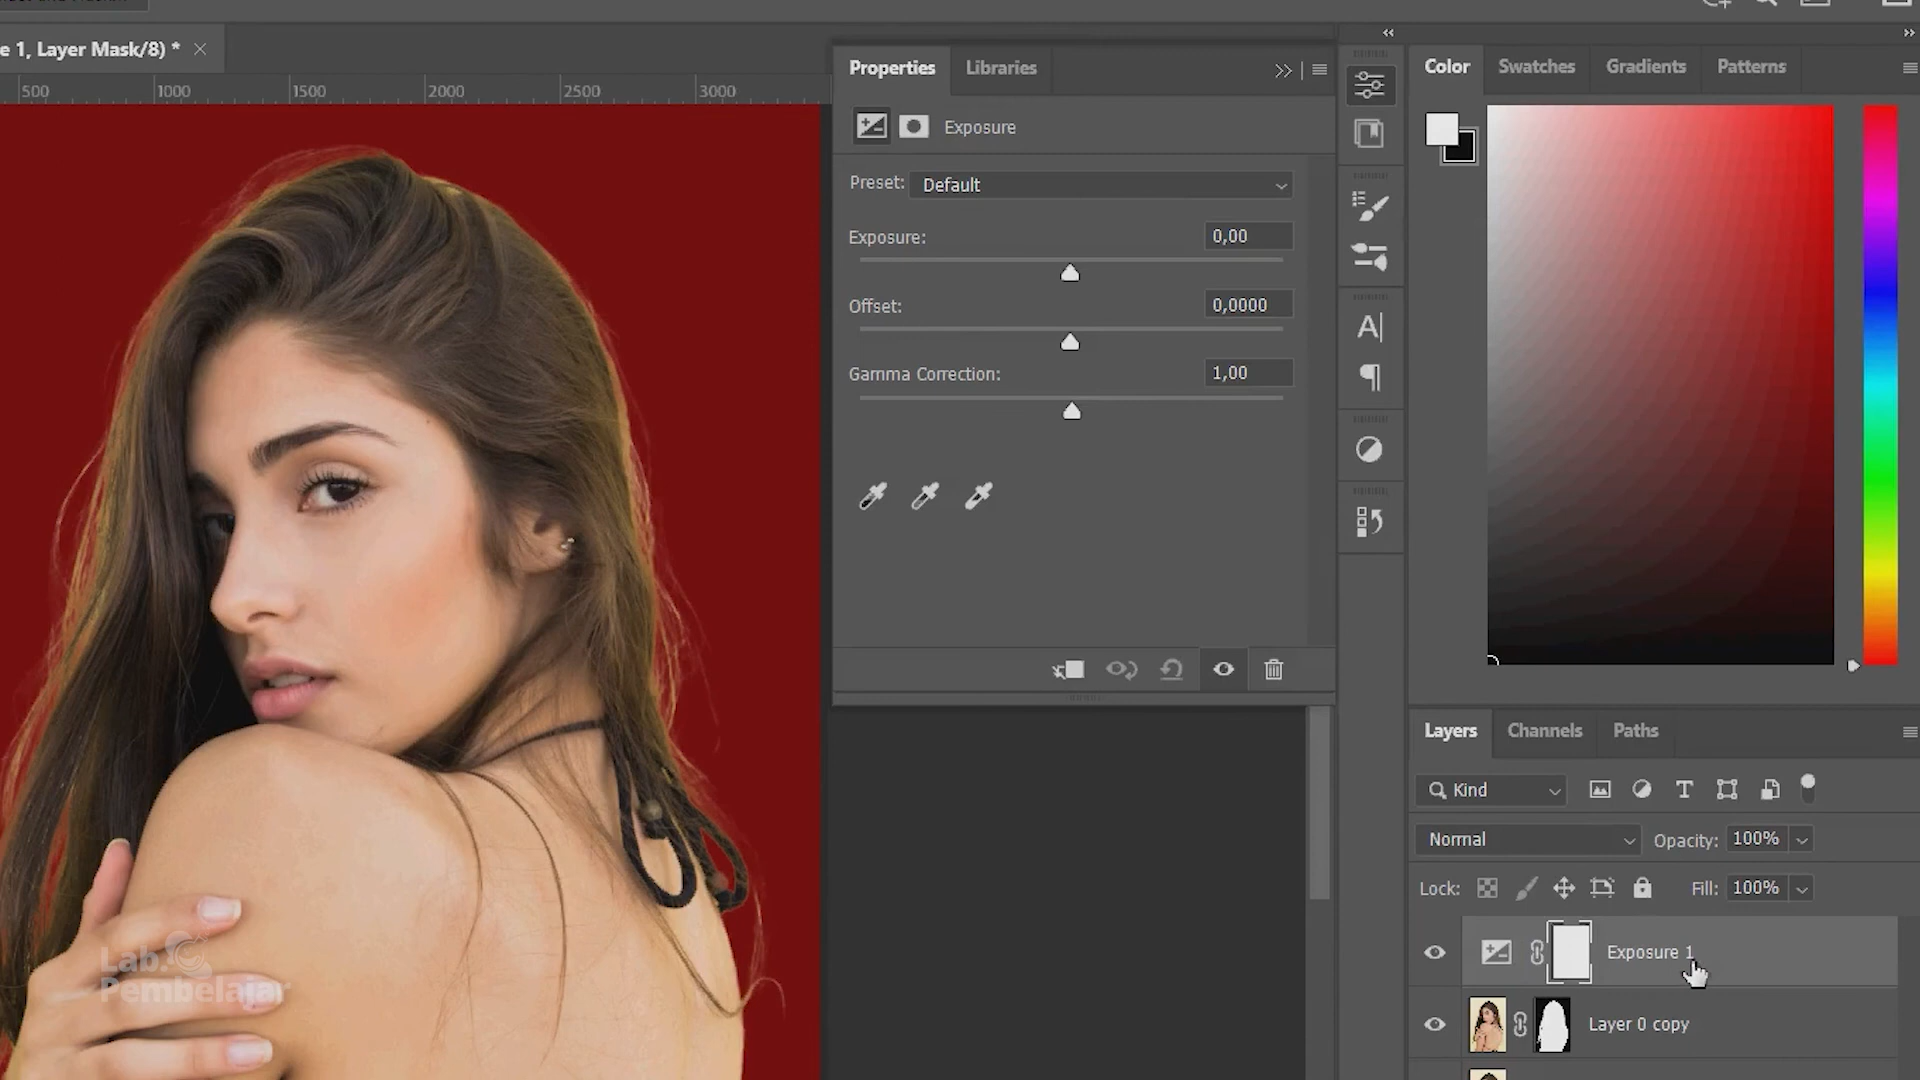 e 1, Layer Mask/8) *
500 1000 1500 2000 2500 3000
Properties Libraries
Exposure
Preset: Default
Exposure: 0,00
Offset: 0,0000
Gamma Correction: 1,00
Color Swatches Gradients Patterns
Layers Channels Paths
Kind
Normal Opacity: 100%
Lock: Fill: 100%
Exposure 1
Layer 0 copy
Lab.
Pembelajar